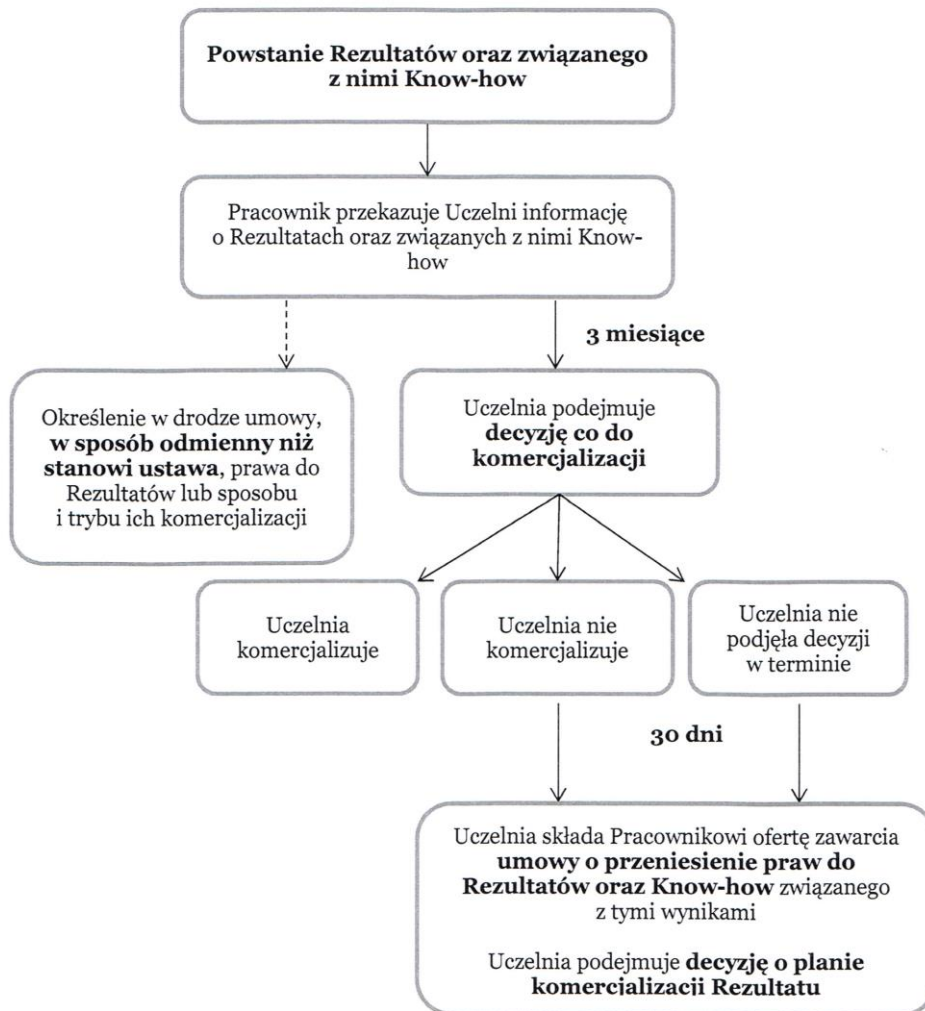 Powstanie Rezultatów oraz związanego
z nimi Know-how
Pracownik przekazuje Uczelni informację
o Rezultatach oraz związanych z nimi Know-
how
3 miesiące
Określenie w drodze umowy,
w sposób odmienny niż
stanowi ustawa, prawa do
Rezultatów lub sposobu
i trybu ich komercjalizacji
Uczelnia podejmuje
decyzję co do
komercjalizacji
Uczelnia
komercjalizuje
Uczelnia nie
komercjalizuje
Uczelnia nie
podjęła decyzji
w terminie
30 dni
Uczelnia składa Pracownikowi ofertę zawarcia
umowy o przeniesienie praw do
Rezultatów oraz Know-how związanego
z tymi wynikami
Uczelnia podejmuje decyzję o planie
komercjalizacji Rezultatu